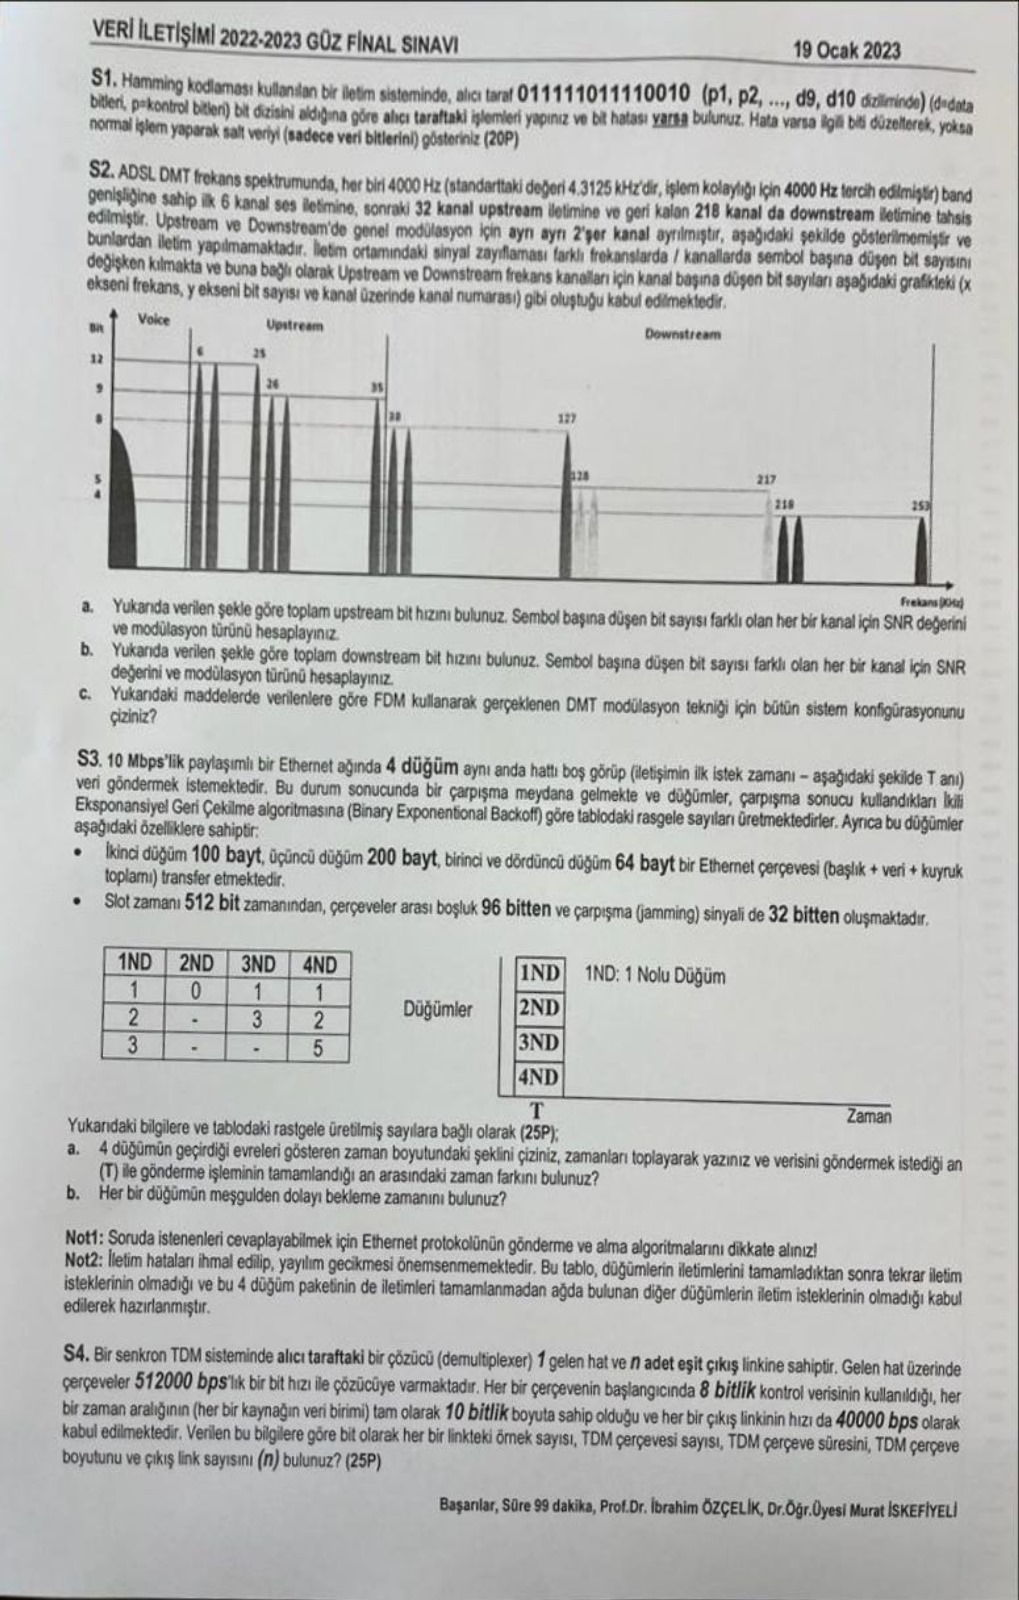 VERİ İLETİŞİMİ 2022-2023 GÜZ FİNAL SINAVI
19 Ocak 2023
S1. Hamming kodlaması kullanılan bir iletim sisteminde, alıcı taraf 011111011110010 (p1, p2, ..., d9, d10 diziliminde) (d=data
bitleri, p=kontrol bitleri) bit dizisini aldığına göre alıcı taraftaki işlemleri yapınız ve bit hatası varsa bulunuz. Hata varsa ilgili biti düzelterek, yoksa
normal işlem yaparak salt veriyi (sadece veri bitlerini) gösteriniz (20P)
S2. ADSL DMT frekans spektrumunda, her biri 4000 Hz (standarttaki değeri 4.3125 kHz'dir, işlem kolaylığı için 4000 Hz tercih edilmiştir) band
genişliğine sahip ilk 6 kanal ses iletimine, sonraki 32 kanal upstream iletimine ve geri kalan 218 kanal da downstream iletimine tahsis
edilmiştir. Upstream ve Downstream'de genel modülasyon için ayrı ayrı 2'şer kanal ayrılmıştır, aşağıdaki şekilde gösterilmemiştir ve
bunlardan iletim yapılmamaktadır. İletim ortamındaki sinyal zayıflaması farklı frekanslarda / kanallarda sembol başına düşen bit sayısını
değişken kılmakta ve buna bağlı olarak Upstream ve Downstream frekans kanalları için kanal başına düşen bit sayıları aşağıdaki grafikteki (x
ekseni frekans, y ekseni bit sayısı ve kanal üzerinde kanal numarası) gibi oluştuğu kabul edilmektedir.
Bit
Voice
Upstream
Downstream
12
9
8
5
4
6
25
26
35
38
127
128
217
218
253
Frekans (KHz)
a. Yukarıda verilen şekle göre toplam upstream bit hızını bulunuz. Sembol başına düşen bit sayısı farklı olan her bir kanal için SNR değerini
ve modülasyon türünü hesaplayınız.
b. Yukarıda verilen şekle göre toplam downstream bit hızını bulunuz. Sembol başına düşen bit sayısı farklı olan her bir kanal için SNR
değerini ve modülasyon türünü hesaplayınız.
c. Yukarıdaki maddelerde verilenlere göre FDM kullanarak gerçeklenen DMT modülasyon tekniği için bütün sistem konfigürasyonunu
çiziniz?
S3. 10 Mbps'lik paylaşımlı bir Ethernet ağında 4 düğüm aynı anda hattı boş görüp (iletişimin ilk istek zamanı – aşağıdaki şekilde T anı)
veri göndermek istemektedir. Bu durum sonucunda bir çarpışma meydana gelmekte ve düğümler, çarpışma sonucu kullandıkları İkili
Eksponansiyel Geri Çekilme algoritmasına (Binary Exponentional Backoff) göre tablodaki rasgele sayıları üretmektedirler. Ayrıca bu düğümler
aşağıdaki özelliklere sahiptir:
• İkinci düğüm 100 bayt, üçüncü düğüm 200 bayt, birinci ve dördüncü düğüm 64 bayt bir Ethernet çerçevesi (başlık + veri + kuyruk
toplamı) transfer etmektedir.
• Slot zamanı 512 bit zamanından, çerçeveler arası boşluk 96 bitten ve çarpışma (jamming) sinyali de 32 bitten oluşmaktadır.
1ND 2ND 3ND 4ND
1 0 1 1
2 - 3 2
3 - - 5
Düğümler
1ND
2ND
3ND
4ND
1ND: 1 Nolu Düğüm
T
Zaman
Yukarıdaki bilgilere ve tablodaki rastgele üretilmiş sayılara bağlı olarak (25P);
a. 4 düğümün geçirdiği evreleri gösteren zaman boyutundaki şeklini çiziniz, zamanları toplayarak yazınız ve verisini göndermek istediği an
(T) ile gönderme işleminin tamamlandığı an arasındaki zaman farkını bulunuz?
b. Her bir düğümün meşgulden dolayı bekleme zamanını bulunuz?
Not1: Soruda istenenleri cevaplayabilmek için Ethernet protokolünün gönderme ve alma algoritmalarını dikkate alınız!
Not2: İletim hataları ihmal edilip, yayılım gecikmesi önemsenmemektedir. Bu tablo, düğümlerin iletimlerini tamamladıktan sonra tekrar iletim
isteklerinin olmadığı ve bu 4 düğüm paketinin de iletimleri tamamlanmadan ağda bulunan diğer düğümlerin iletim isteklerinin olmadığı kabul
edilerek hazırlanmıştır.
S4. Bir senkron TDM sisteminde alıcı taraftaki bir çözücü (demultiplexer) 1 gelen hat ve n adet eşit çıkış linkine sahiptir. Gelen hat üzerinde
çerçeveler 512000 bps'lık bir bit hızı ile çözücüye varmaktadır. Her bir çerçevenin başlangıcında 8 bitlik kontrol verisinin kullanıldığı, her
bir zaman aralığının (her bir kaynağın veri birimi) tam olarak 10 bitlik boyuta sahip olduğu ve her bir çıkış linkinin hızı da 40000 bps olarak
kabul edilmektedir. Verilen bu bilgilere göre bit olarak her bir linkteki örnek sayısı, TDM çerçevesi sayısı, TDM çerçeve süresini, TDM çerçeve
boyutunu ve çıkış link sayısını (n) bulunuz? (25P)
Başarılar, Süre 99 dakika, Prof.Dr. İbrahim ÖZÇELİK, Dr.Öğr.Üyesi Murat İSKEFİYELİ